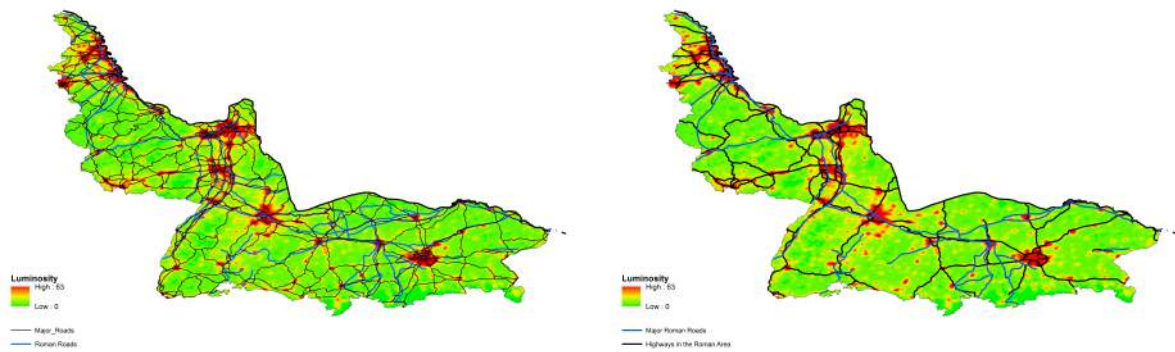 Luminosity
High : 63
Low : 0
Major_Roads
Roman Roads
Luminosity
High : 63
Low : 0
Major Roman Roads
Highways in the Roman Area